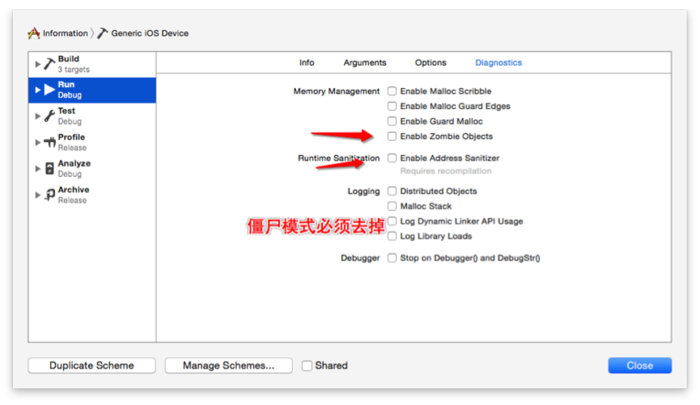 Information 〉 Generic iOS Device
Build
3 targets
Run
Debug
Test
Debug
Profile
Release
Analyze
Debug
Archive
Release
Info Arguments Options Diagnostics
Memory Management Enable Malloc Scribble
Enable Malloc Guard Edges
Enable Guard Malloc
Enable Zombie Objects
Runtime Sanitization Enable Address Sanitizer
Requires recompilation
Logging Distributed Objects
Malloc Stack
僵尸模式必须去掉 Log Dynamic Linker API Usage
Log Library Loads
Debugger Stop on Debugger() and DebugStr()
Duplicate Scheme Manage Schemes... Shared Close